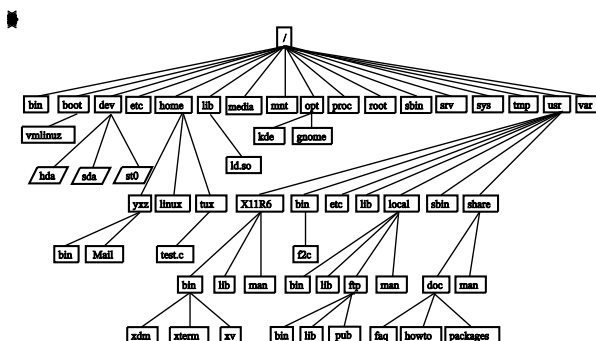 /
bin boot dev etc home lib media mnt opt proc root sbin srv sys tmp usr var
vmlinuz kde gnome
ld.so
hda sda st0
yxz linux tux X11R6 bin etc lib local sbin share
bin Mail test.c f2c
bin lib man bin lib ftp man doc man
xdm xterm xv bin lib pub faq howto packages